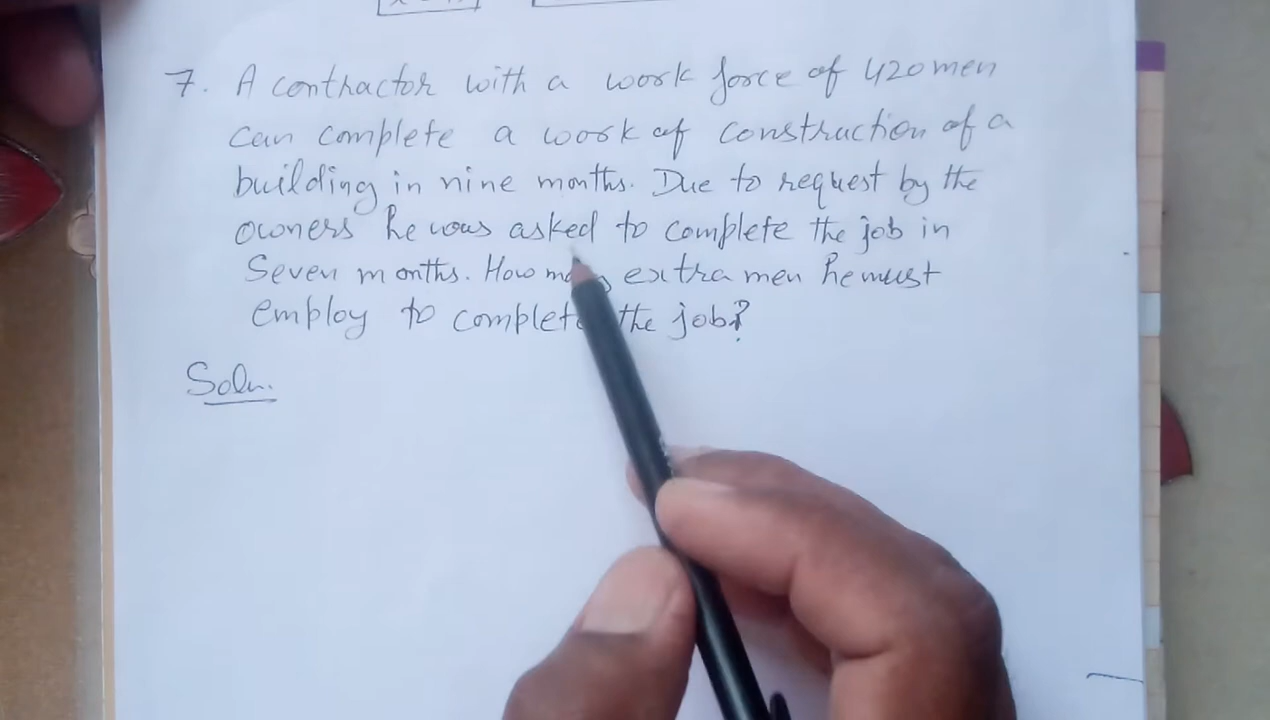 7. A contractor with a work force of 420 men
can complete a work of construction of a
building in nine months. Due to request by the
owners he was asked to complete the job in
Seven months. How many extra men he must
employ to complete the job?
Soln.